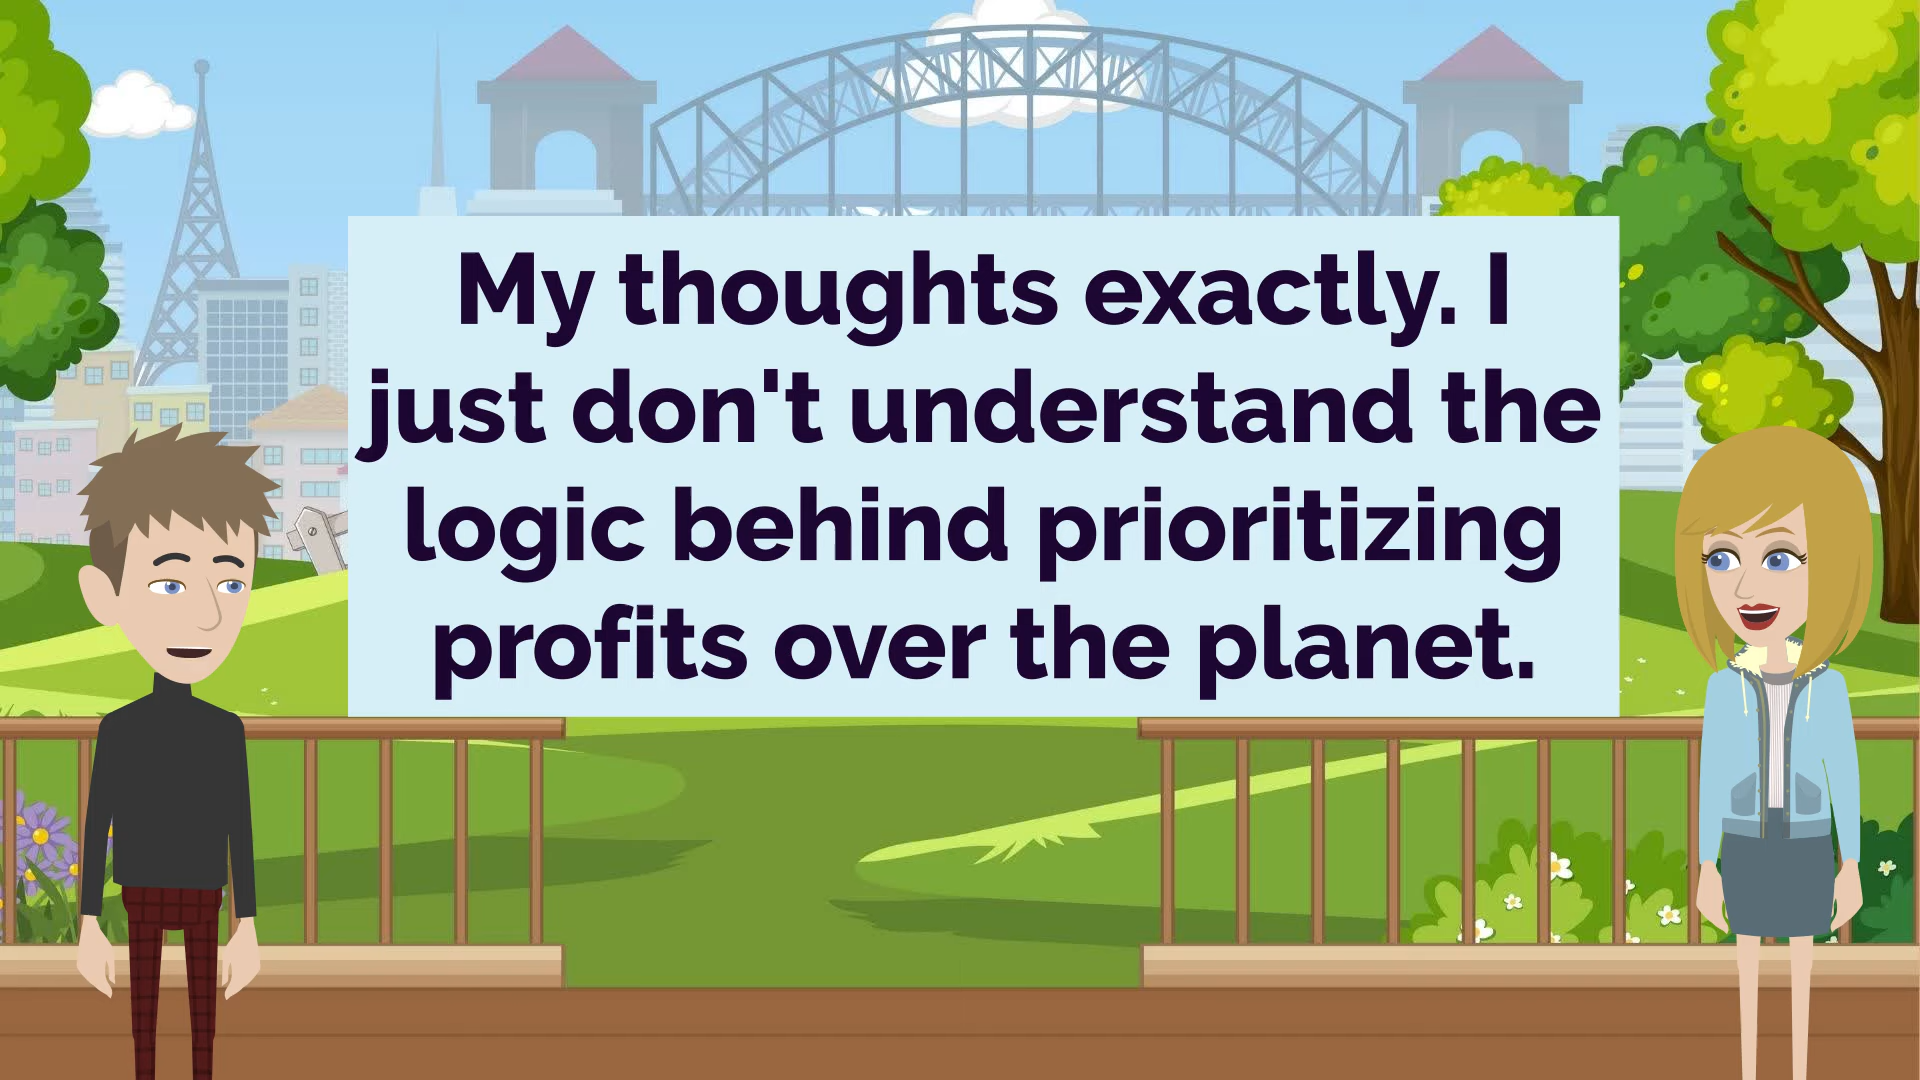 My thoughts exactly. I
just don't understand the
logic behind prioritizing
profits over the planet.